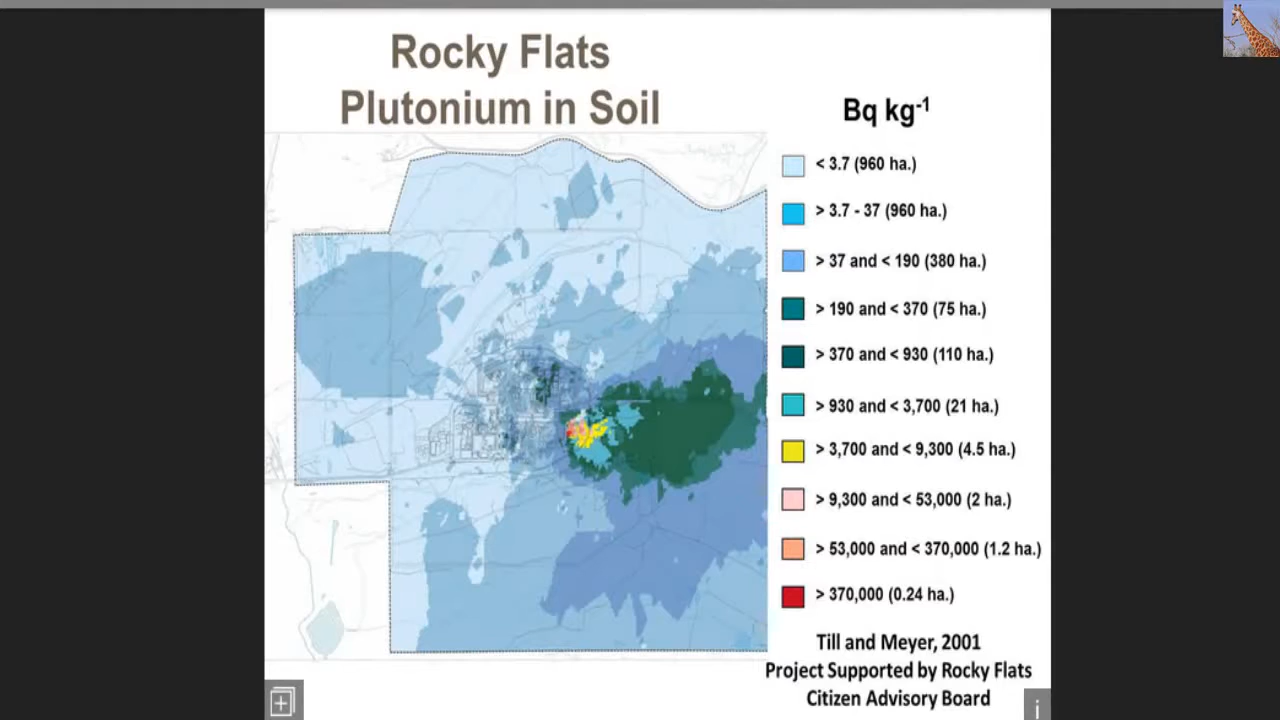 Rocky Flats
Plutonium in Soil
Bq kg-1
< 3.7 (960 ha.)
> 3.7 - 37 (960 ha.)
> 37 and < 190 (380 ha.)
> 190 and < 370 (75 ha.)
> 370 and < 930 (110 ha.)
> 930 and < 3,700 (21 ha.)
> 3,700 and < 9,300 (4.5 ha.)
> 9,300 and < 53,000 (2 ha.)
> 53,000 and < 370,000 (1.2 ha.)
> 370,000 (0.24 ha.)
Till and Meyer, 2001
Project Supported by Rocky Flats
Citizen Advisory Board